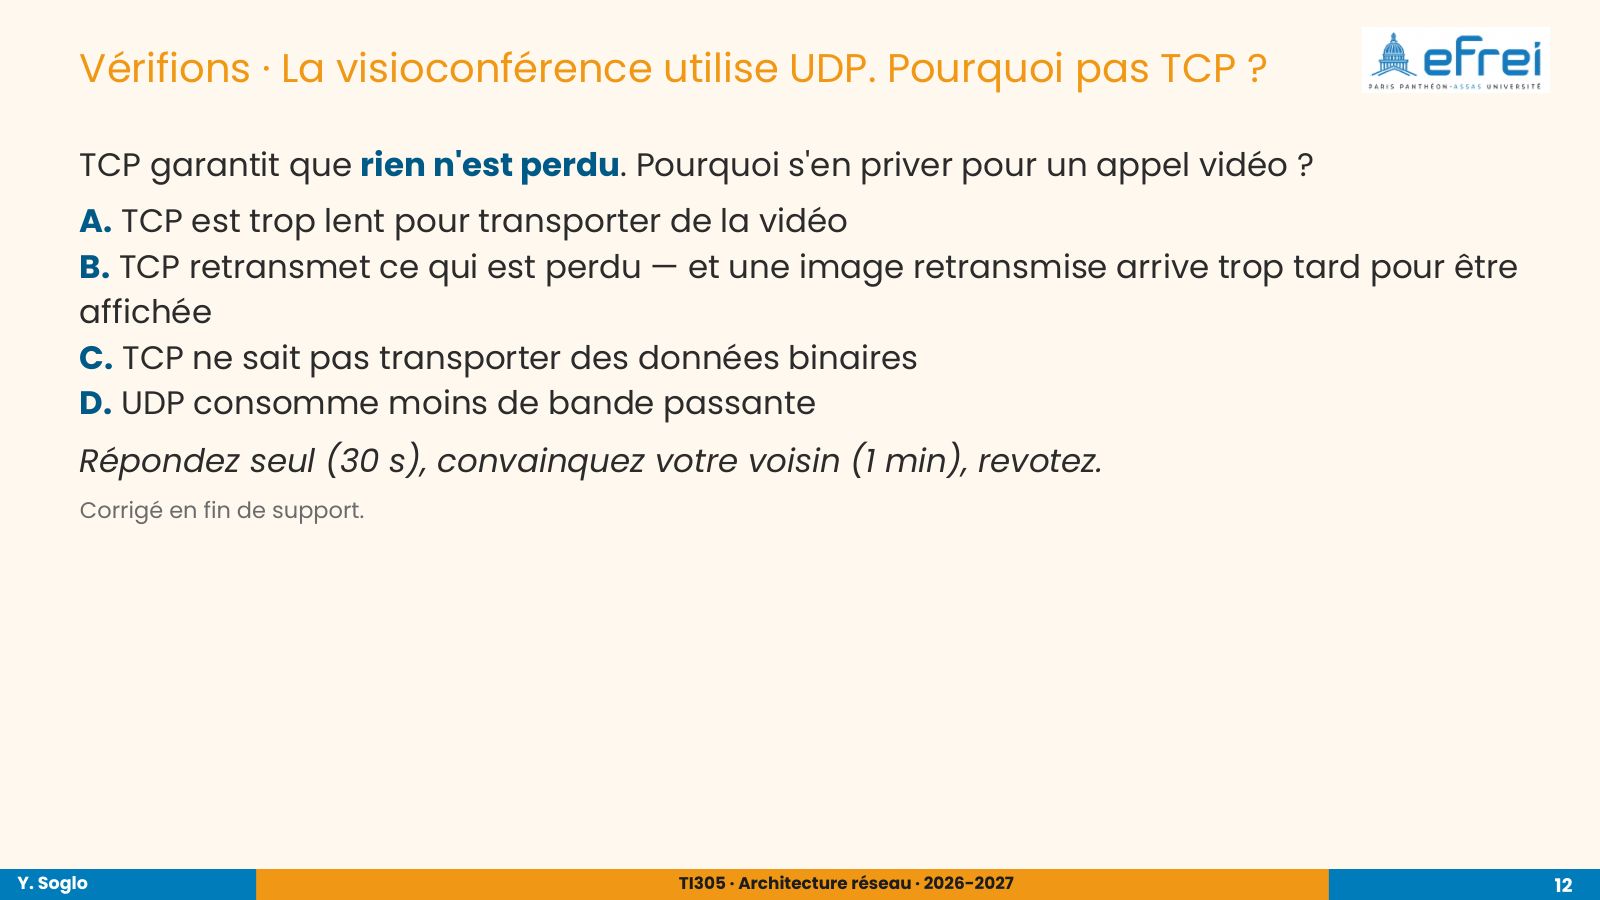 Vérifions · La visioconférence utilise UDP. Pourquoi pas TCP ?
efrei
PARIS PANTHÉON-ASSAS UNIVERSITÉ
TCP garantit que rien n'est perdu. Pourquoi s'en priver pour un appel vidéo ?
A. TCP est trop lent pour transporter de la vidéo
B. TCP retransmet ce qui est perdu — et une image retransmise arrive trop tard pour être
affichée
C. TCP ne sait pas transporter des données binaires
D. UDP consomme moins de bande passante
Répondez seul (30 s), convainquez votre voisin (1 min), revotez.
Corrigé en fin de support.
Y. Soglo
TI305 · Architecture réseau · 2026-2027
12